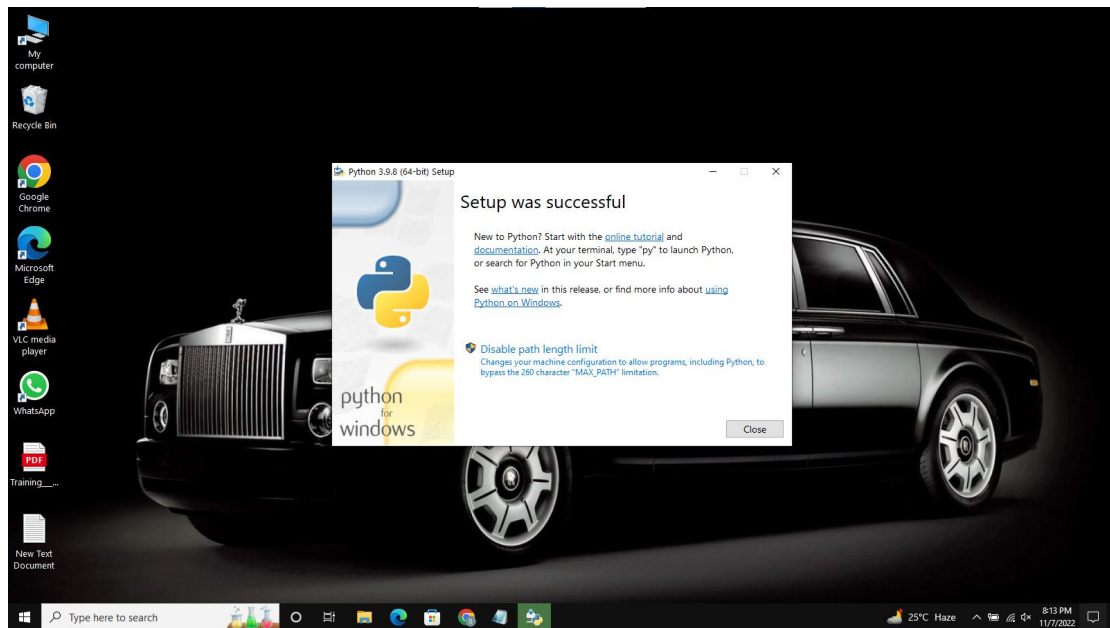 My
computer
Recycle Bin
Google
Chrome
Microsoft
Edge
VLC media
player
WhatsApp
PDF
Training__...
New Text
Document
Python 3.9.8 (64-bit) Setup
Setup was successful
New to Python? Start with the online tutorial and
documentation. At your terminal, type "py" to launch Python,
or search for Python in your Start menu.
See what's new in this release, or find more info about using
Python on Windows.
Disable path length limit
Changes your machine configuration to allow programs, including Python, to
bypass the 260 character "MAX_PATH" limitation.
python
for
windows
Close
Type here to search
25°C Haze
8:13 PM
11/7/2022